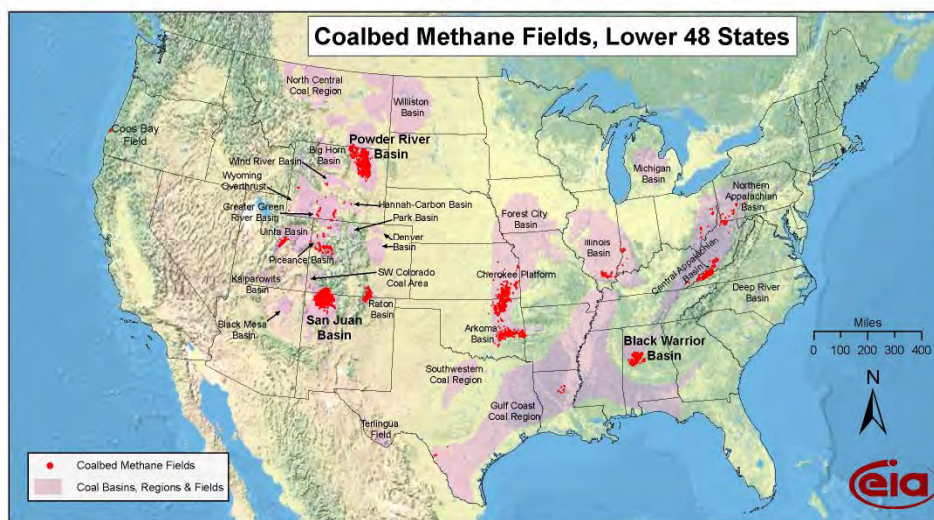 Coalbed Methane Fields, Lower 48 States
North Central
Coal Region
Williston
Basin
Coos Bay
Field
Powder River
Basin
Big Horn
Basin
Wind River Basin
Wyoming
Overthrust
Greater Green
River Basin
Hannah-Carbon Basin
Park Basin
Uinta Basin
Denver
Basin
Piceance Basin
SW Colorado
Coal Area
Kaiparowits
Basin
Black Mesa
Basin
San Juan
Basin
Raton
Basin
Michigan
Basin
Northern
Appalachian
Basin
Forest City
Basin
Illinois
Basin
Central Appalachian
Basin
Cherokee Platform
Deep River
Basin
Arkoma
Basin
Black Warrior
Basin
Southwestern
Coal Region
Gulf Coast
Coal Region
Terlingua
Field
Miles
0 100 200 300 400
N
Coalbed Methane Fields
Coal Basins, Regions & Fields
eia